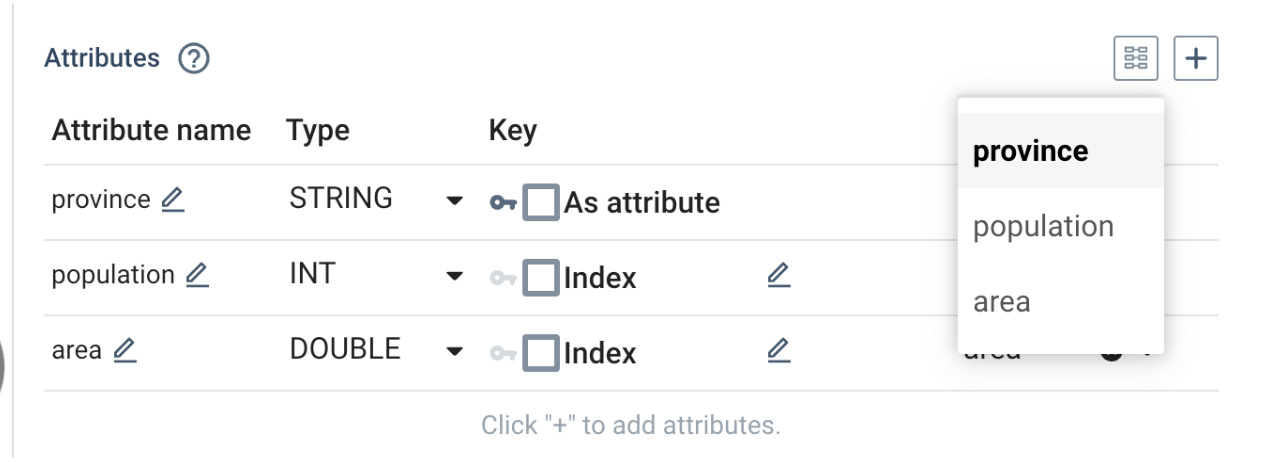 Attributes ?
Attribute name Type Key
province STRING As attribute
population INT Index
area DOUBLE Index area
province
population
area
Click "+" to add attributes.